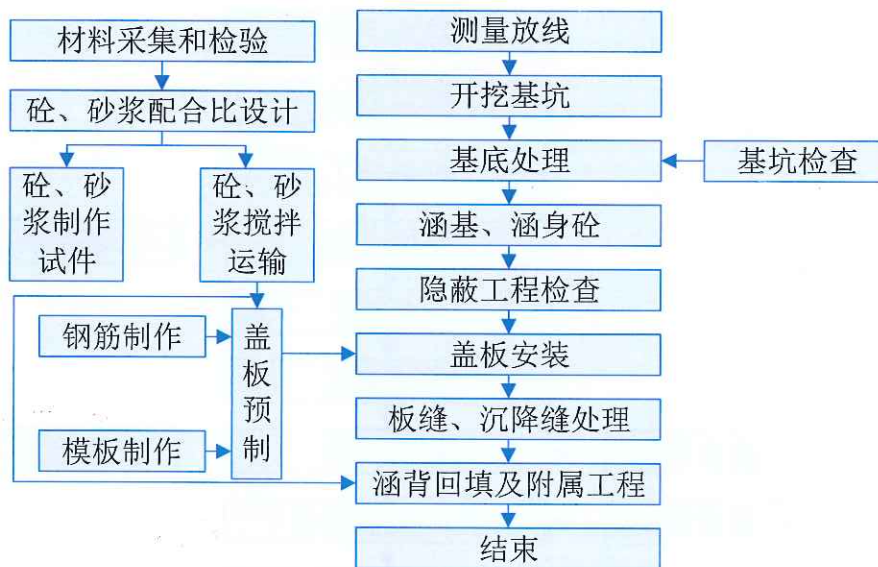 材料采集和检验
砼、砂浆配合比设计
砼、砂
浆制作
试件
砼、砂
浆搅拌
运输
钢筋制作
模板制作
盖
板
预
制
测量放线
开挖基坑
基底处理
基坑检查
涵基、涵身砼
隐蔽工程检查
盖板安装
板缝、沉降缝处理
涵背回填及附属工程
结束